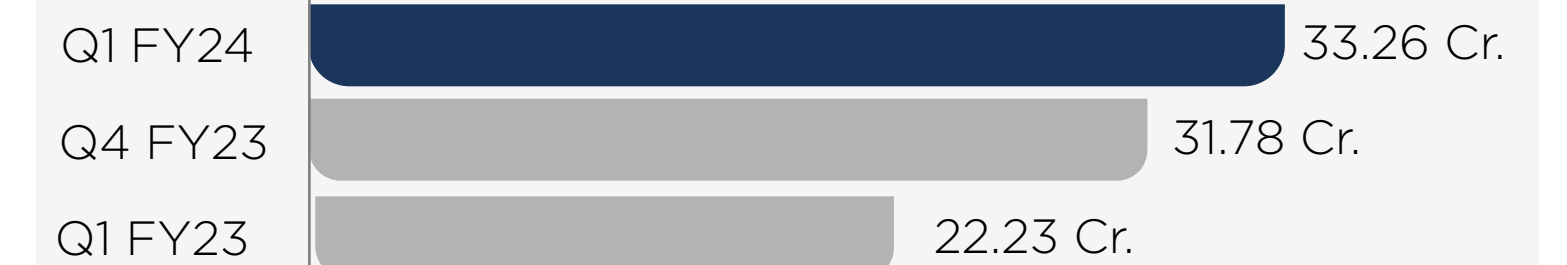 Q1 FY24 33.26 Cr.
Q4 FY23 31.78 Cr.
Q1 FY23 22.23 Cr.